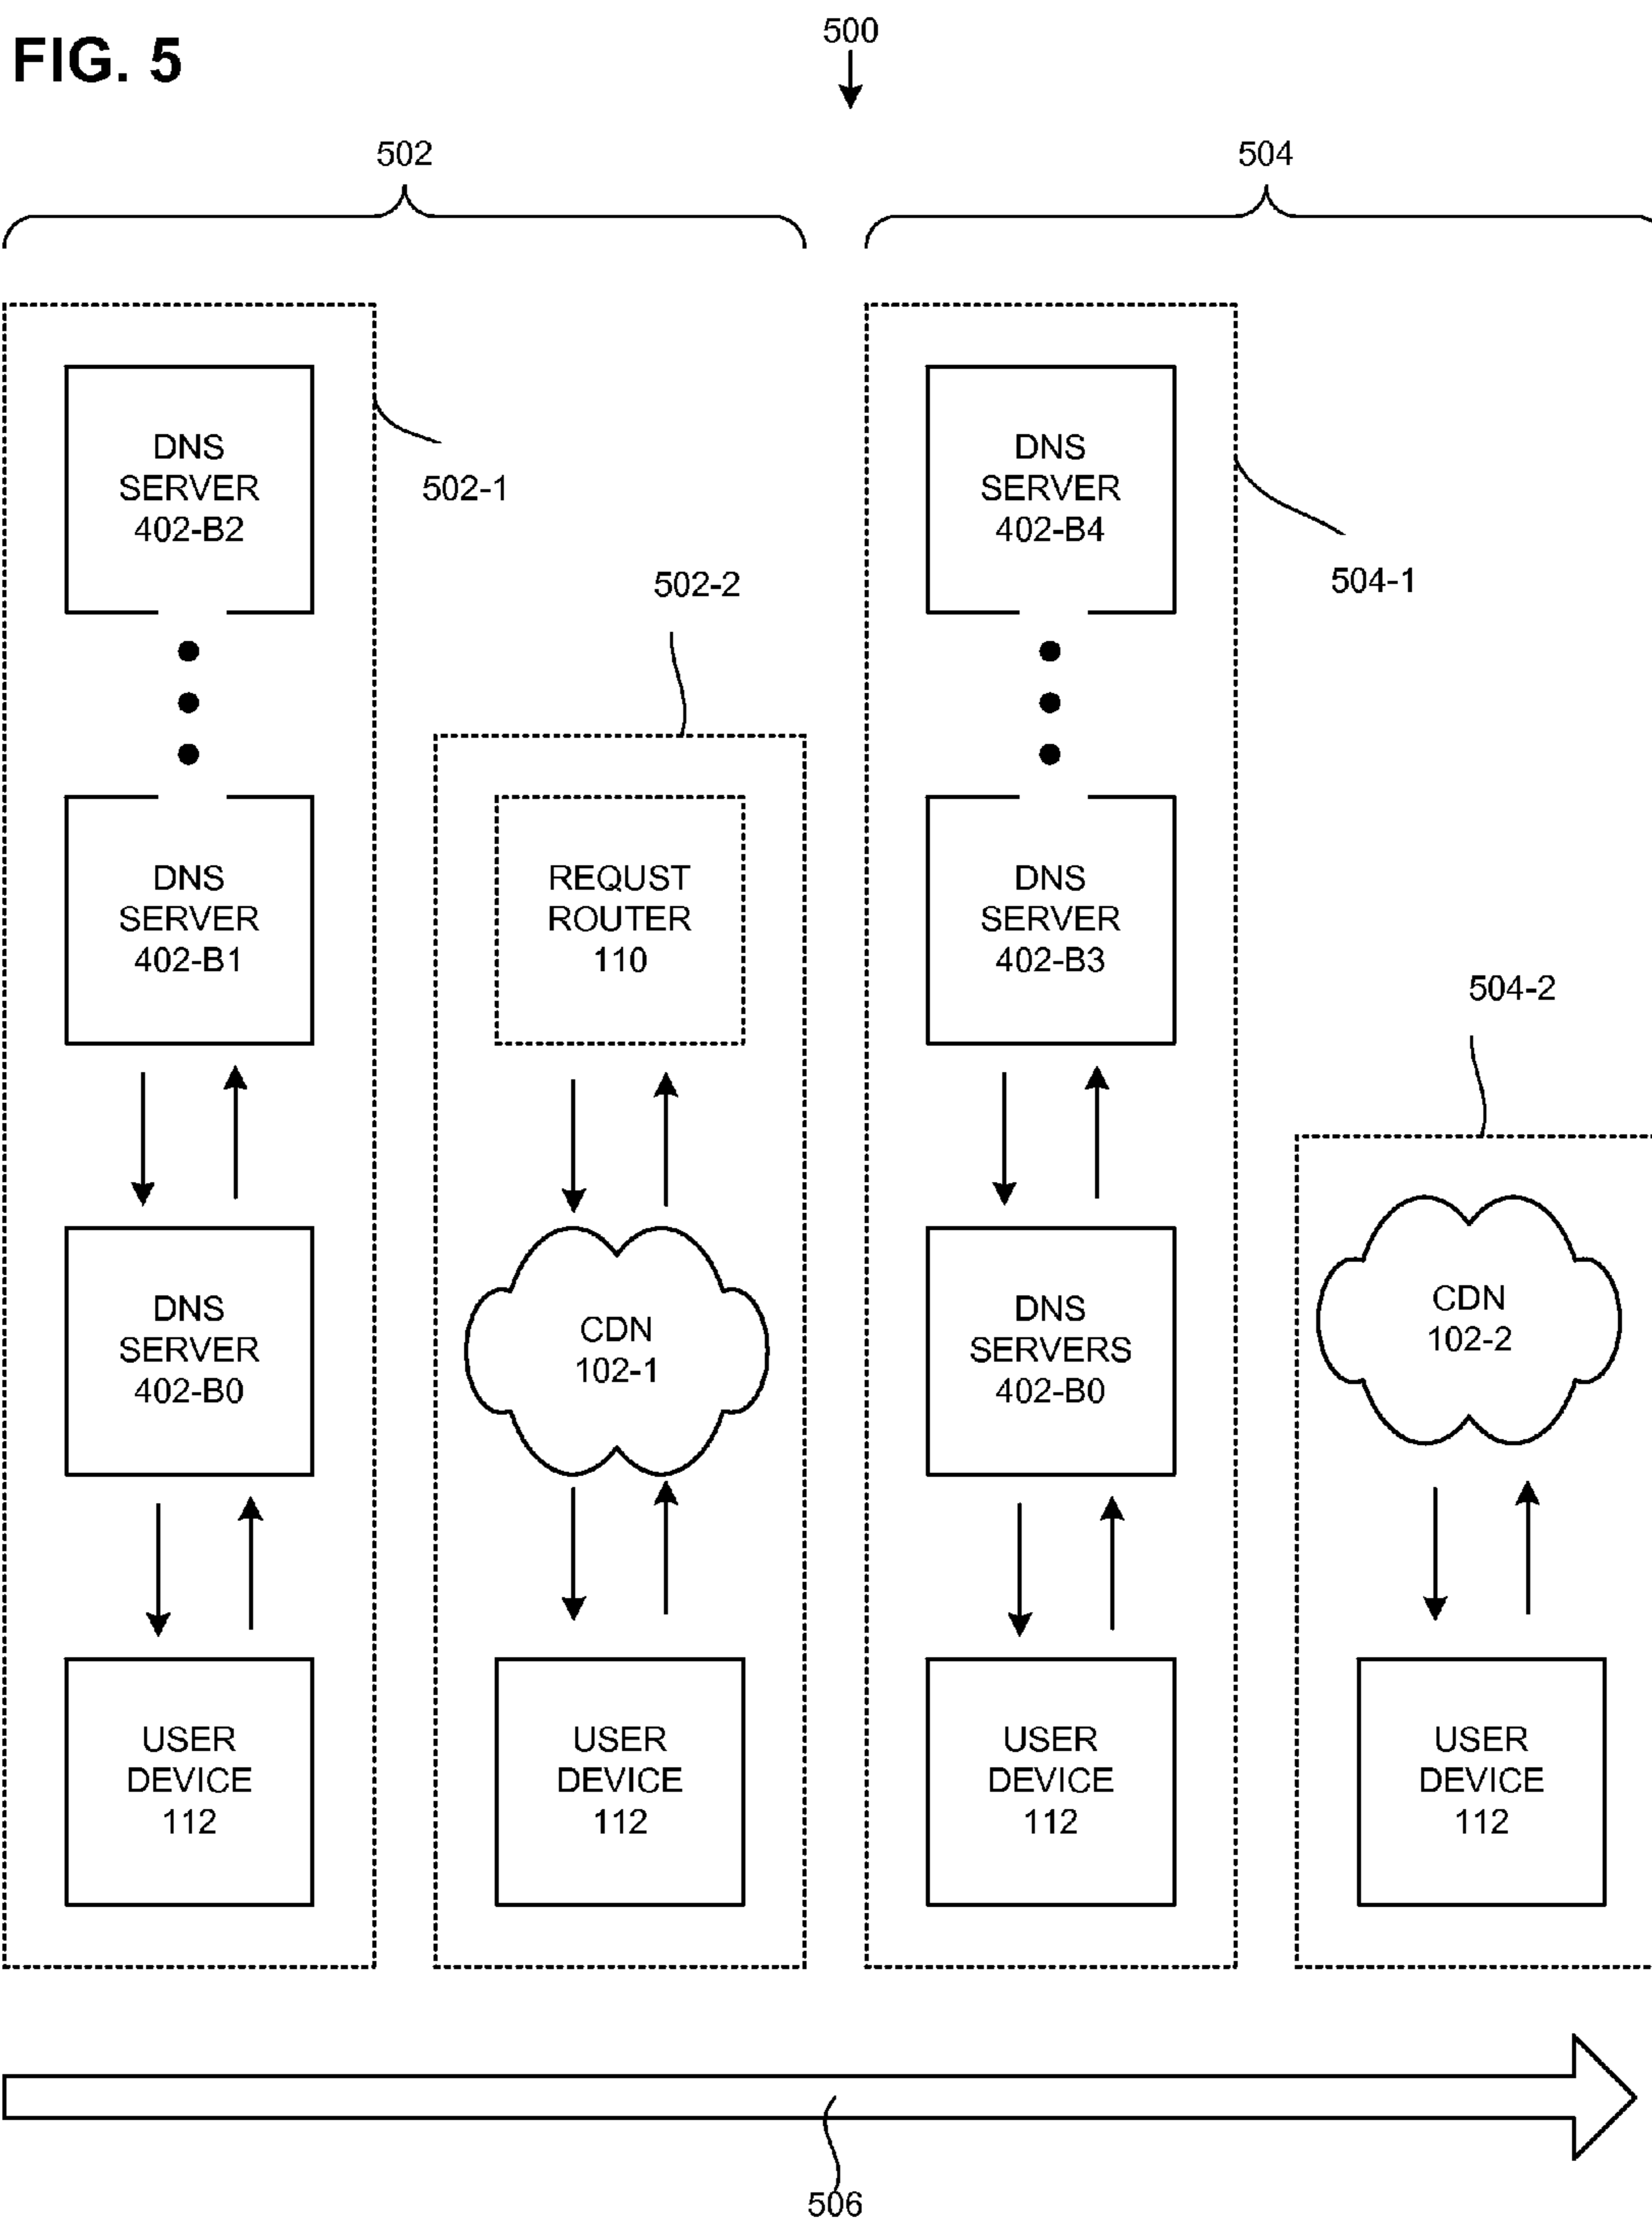 FIG. 5
500
502
504
DNS
SERVER
402-B2
502-1
DNS
SERVER
402-B4
504-1
502-2
DNS
SERVER
402-B1
REQUST
ROUTER
110
DNS
SERVER
402-B3
504-2
DNS
SERVER
402-B0
CDN
102-1
DNS
SERVERS
402-B0
CDN
102-2
USER
DEVICE
112
USER
DEVICE
112
USER
DEVICE
112
USER
DEVICE
112
506